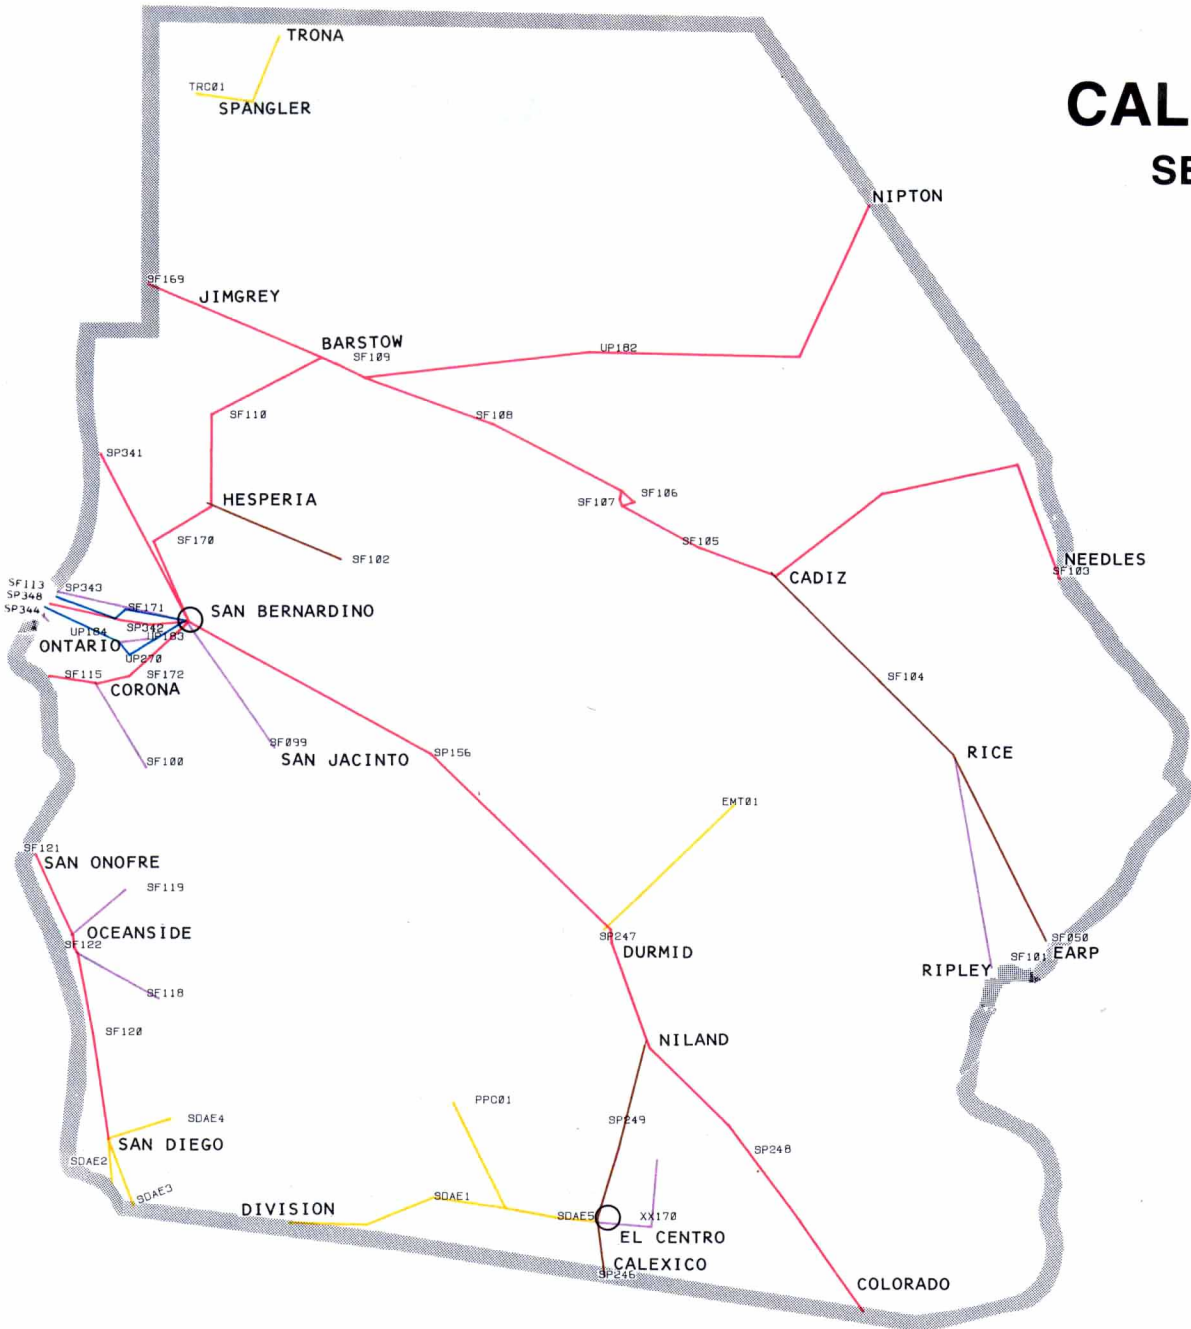 TRONA
TRC01
SPANGLER
CAL
SE
NIPTON
SF169
JIMGREY
BARSTOW
SF109
UP182
SF110
SF108
SP341
HESPERIA
SF106
SF107
SF170
SF105
SF102
NEEDLES
SF103
CADIZ
SF113
SP343
SP348
SP344
SF171
SAN BERNARDINO
SP342
UP184
UP183
ONTARIO
UP270
SF115
SF172
CORONA
SF104
SF099
SAN JACINTO
SF100
SP156
RICE
EMT01
SF121
SAN ONOFRE
SF119
OCEANSIDE
SF122
SP247
DURMID
SF050
EARP
SF101
RIPLEY
SF118
SF120
NILAND
PPC01
SDAE4
SP249
SAN DIEGO
SP248
SDAE2
SDAE3
SDAE1
DIVISION
SDAE5
XX170
EL CENTRO
CALEXICO
SP246
COLORADO